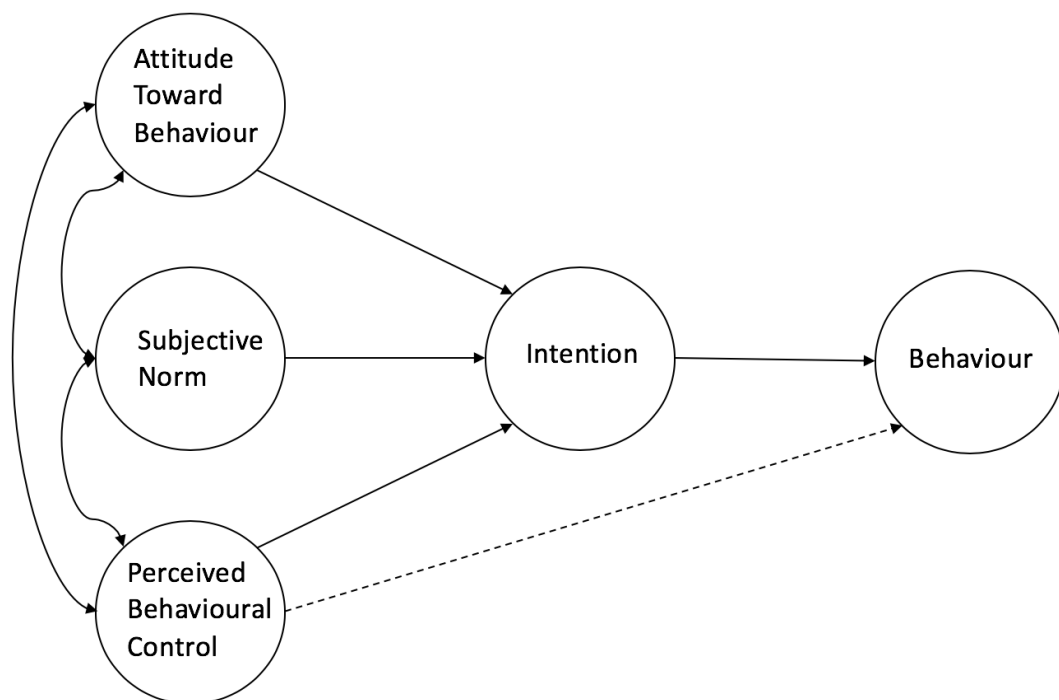 Attitude
Toward
Behaviour
Subjective
Norm
Intention
Behaviour
Perceived
Behavioural
Control